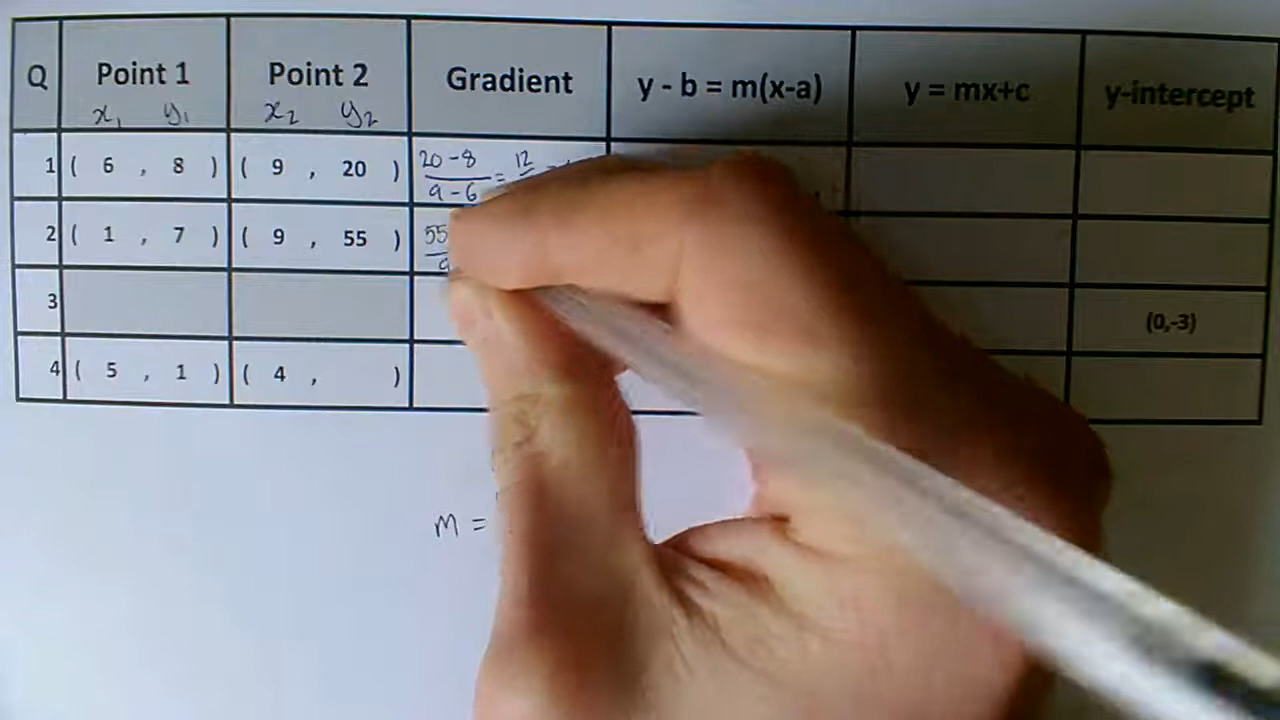 Q Point 1 Point 2 Gradient y - b = m(x-a) y = mx+c y-intercept
x₁ y₁ x₂ y₂
1 ( 6 , 8 ) ( 9 , 20 ) 20-8 / 9-6 = 12
2 ( 1 , 7 ) ( 9 , 55 ) 55 / 9
3 (0,-3)
4 ( 5 , 1 ) ( 4 , )
m =